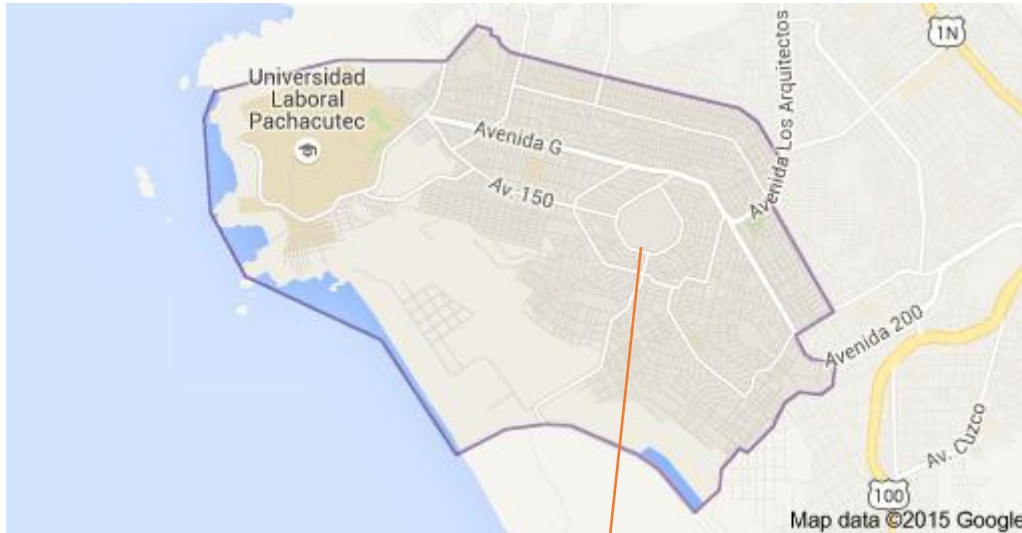 1N
Universidad
Laboral
Pachacutec
Avenida Los Arquitectos
Avenida G
Av. 150
Avenida 200
Av. Cuzco
100
Map data ©2015 Google